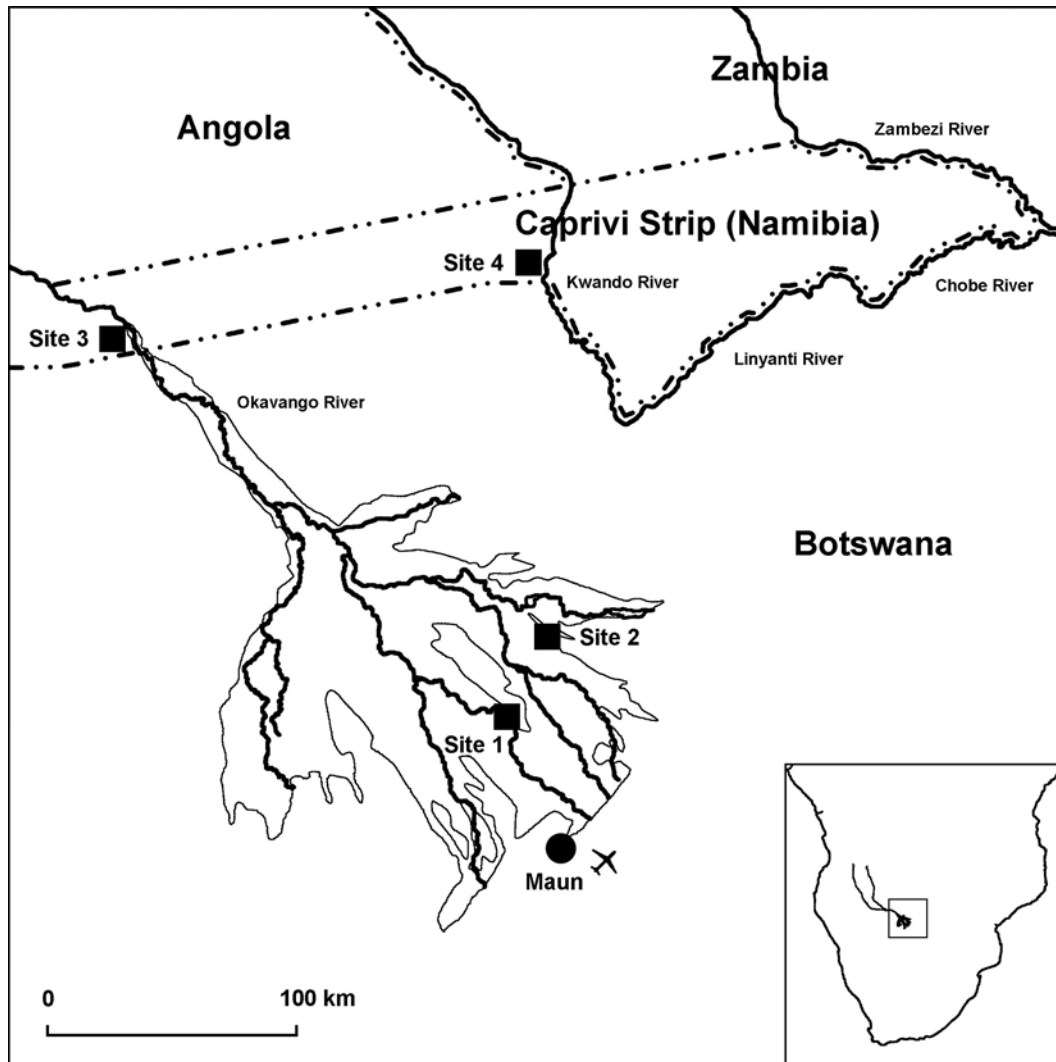 Zambia
Angola
Zambezi River
Caprivi Strip (Namibia)
Site 4
Kwando River
Chobe River
Site 3
Linyanti River
Okavango River
Botswana
Site 2
Site 1
Maun
0 100 km